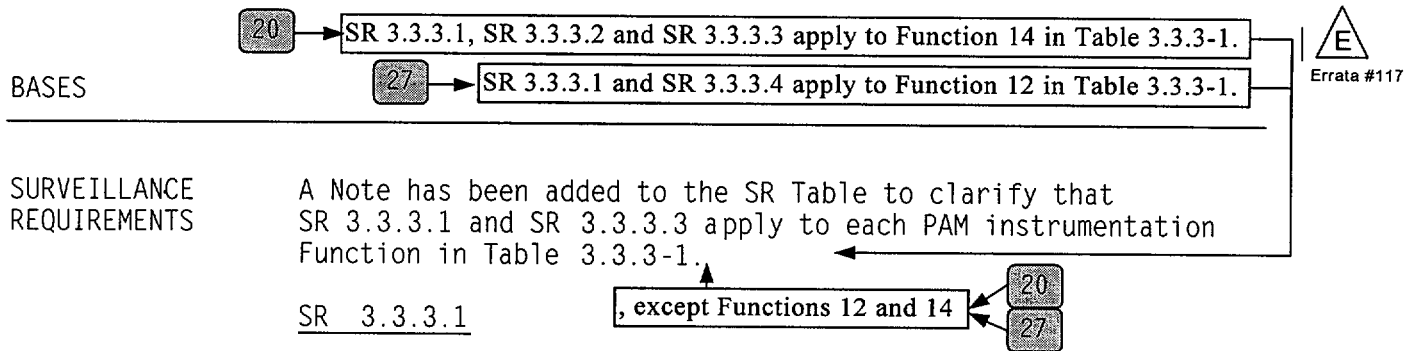 20
SR 3.3.3.1, SR 3.3.3.2 and SR 3.3.3.3 apply to Function 14 in Table 3.3.3-1.
E
Errata #117
BASES
27
SR 3.3.3.1 and SR 3.3.3.4 apply to Function 12 in Table 3.3.3-1.
SURVEILLANCE REQUIREMENTS
A Note has been added to the SR Table to clarify that
SR 3.3.3.1 and SR 3.3.3.3 apply to each PAM instrumentation
Function in Table 3.3.3-1.
, except Functions 12 and 14
20
27
SR 3.3.3.1